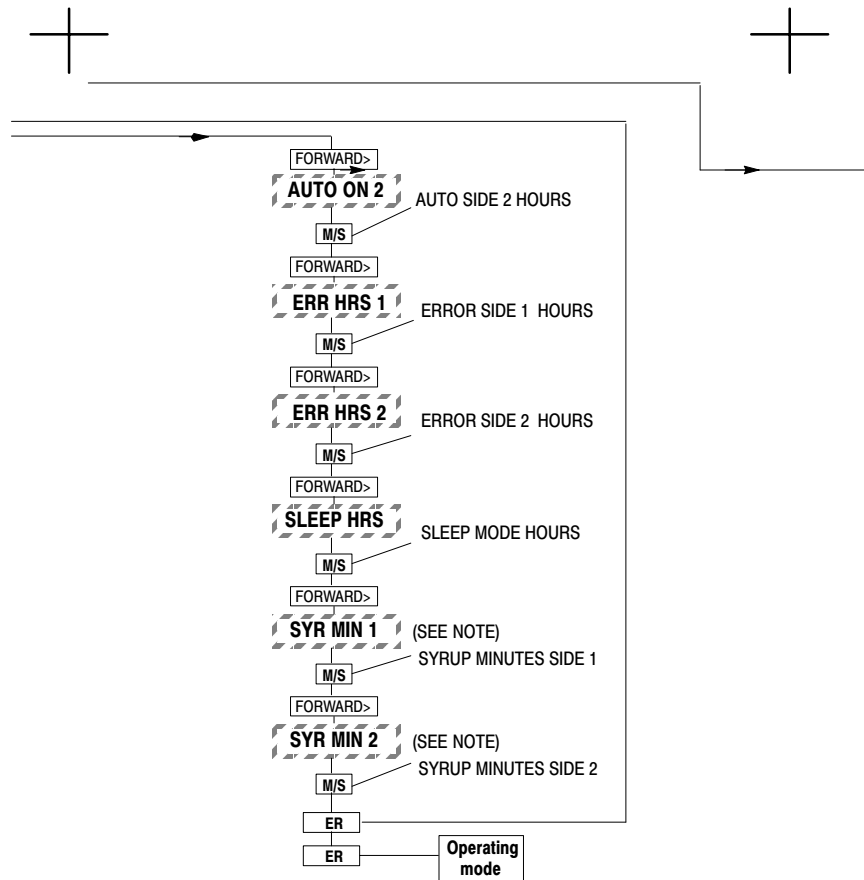 FORWARD>
AUTO ON 2
AUTO SIDE 2 HOURS
M/S
FORWARD>
ERR HRS 1
ERROR SIDE 1 HOURS
M/S
FORWARD>
ERR HRS 2
ERROR SIDE 2 HOURS
M/S
FORWARD>
SLEEP HRS
SLEEP MODE HOURS
M/S
FORWARD>
SYR MIN 1 (SEE NOTE)
SYRUP MINUTES SIDE 1
M/S
FORWARD>
SYR MIN 2 (SEE NOTE)
SYRUP MINUTES SIDE 2
M/S
ER
ER
Operating
mode